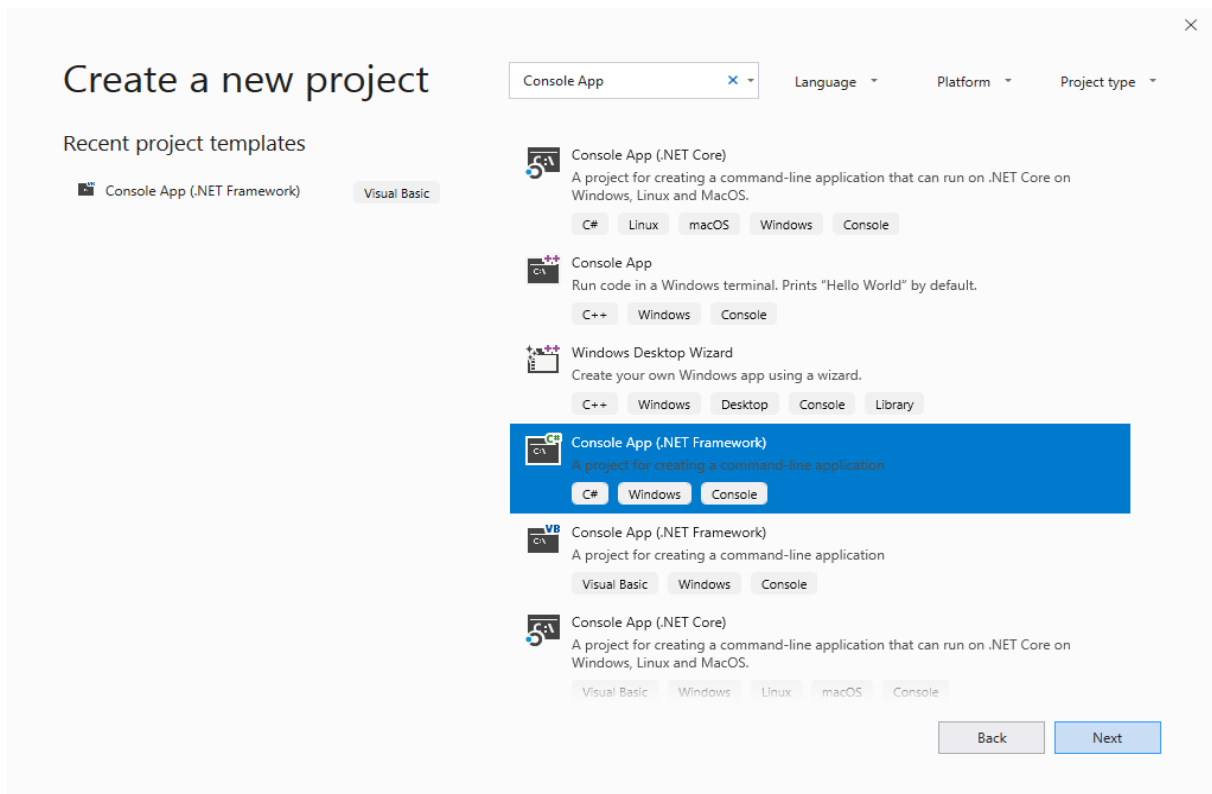 Create a new project
Console App
Language
Platform
Project type
Recent project templates
Console App (.NET Framework)
Visual Basic
Console App (.NET Core)
A project for creating a command-line application that can run on .NET Core on
Windows, Linux and MacOS.
C# Linux macOS Windows Console
Console App
Run code in a Windows terminal. Prints "Hello World" by default.
C++ Windows Console
Windows Desktop Wizard
Create your own Windows app using a wizard.
C++ Windows Desktop Console Library
Console App (.NET Framework)
A project for creating a command-line application
C# Windows Console
Console App (.NET Framework)
A project for creating a command-line application
Visual Basic Windows Console
Console App (.NET Core)
A project for creating a command-line application that can run on .NET Core on
Windows, Linux and MacOS.
Visual Basic Windows Linux macOS Console
Back
Next